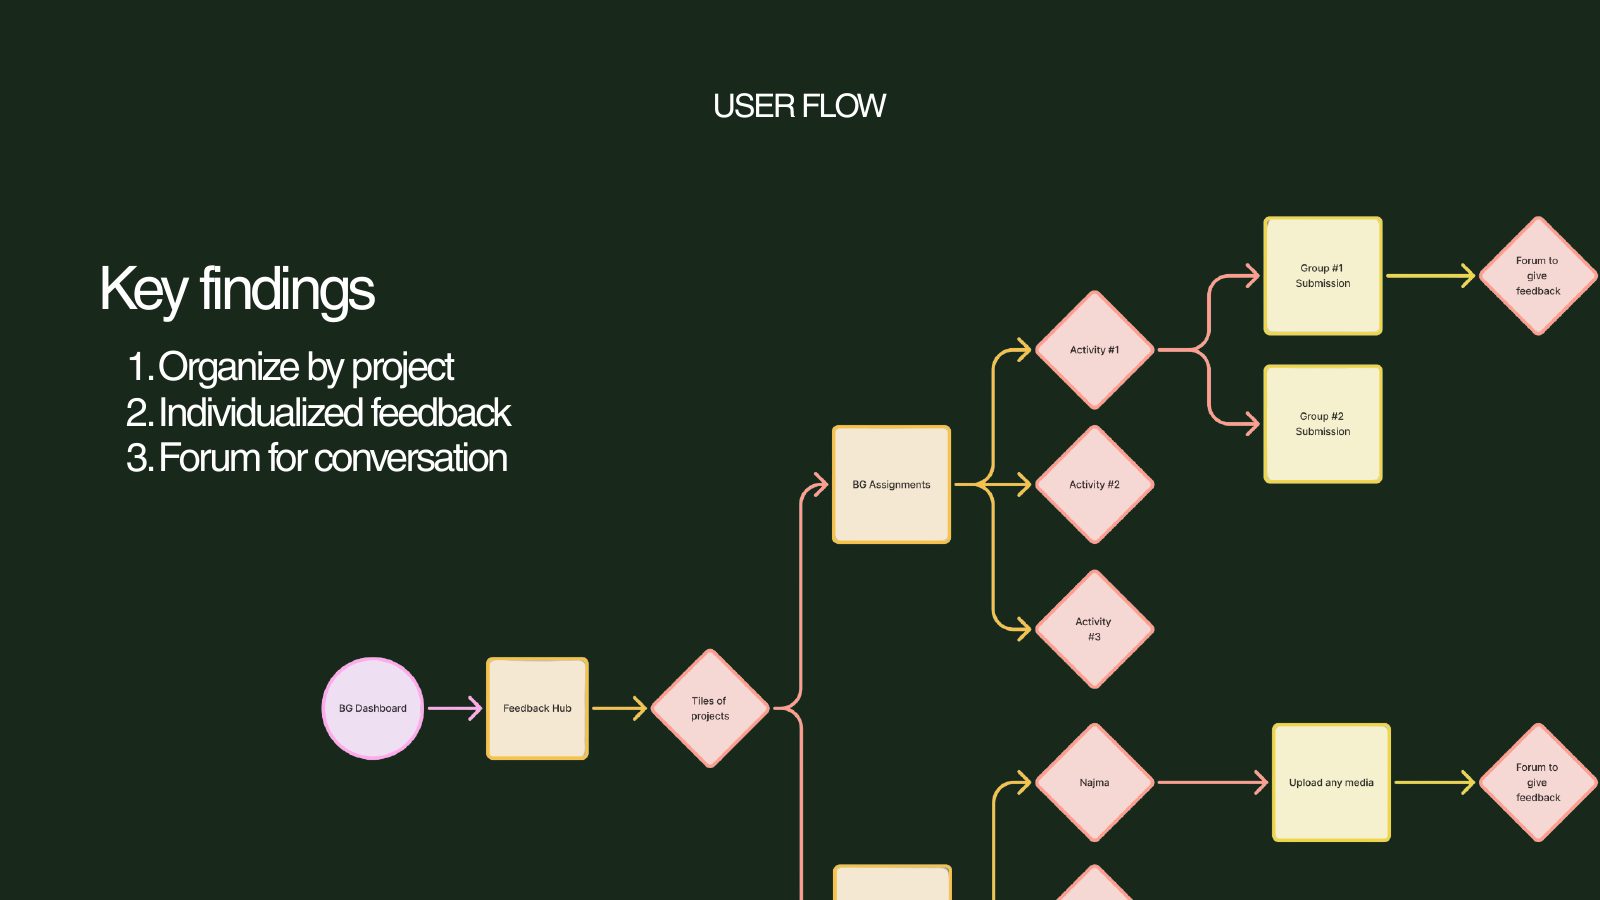 USER FLOW
Key findings
1. Organize by project
2. Individualized feedback
3. Forum for conversation
BG Dashboard
Feedback Hub
Tiles of
projects
BG Assignments
Activity #1
Activity #2
Activity
#3
Group #1
Submission
Group #2
Submission
Forum to
give
feedback
Najma
Upload any media
Forum to
give
feedback